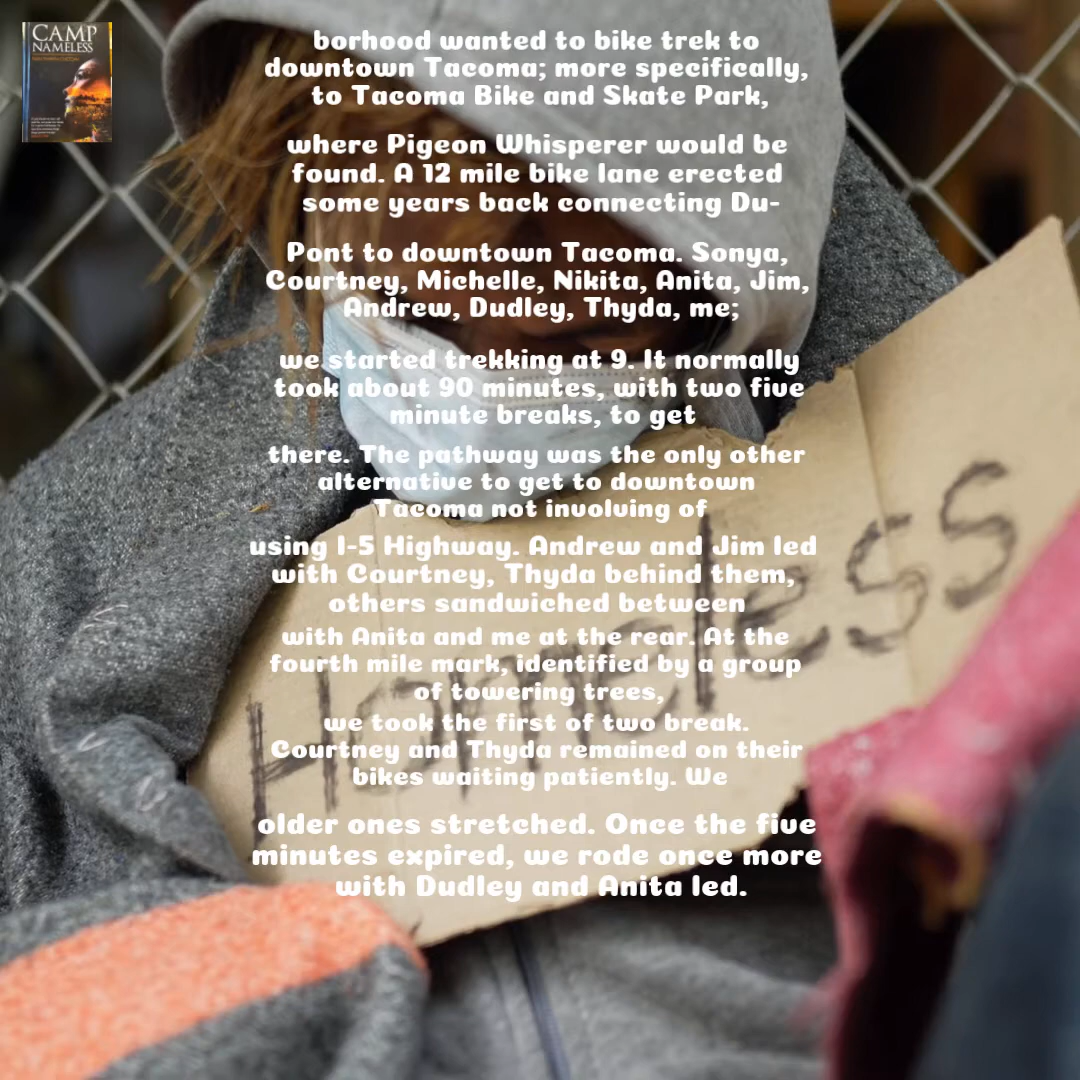 CAMP
NAMELESS
borhood wanted to bike trek to
downtown Tacoma; more specifically,
to Tacoma Bike and Skate Park,
where Pigeon Whisperer would be
found. A 12 mile bike lane erected
some years back connecting Du-
Pont to downtown Tacoma. Sonya,
Courtney, Michelle, Nikita, Anita, Jim,
Andrew, Dudley, Thyda, me;
we started trekking at 9. It normally
took about 90 minutes, with two five
minute breaks, to get
there. The pathway was the only other
alternative to get to downtown
Tacoma not involving of
using I-5 Highway. Andrew and Jim led
with Courtney, Thyda behind them,
others sandwiched between
with Anita and me at the rear. At the
fourth mile mark, identified by a group
of towering trees,
we took the first of two break.
Courtney and Thyda remained on their
bikes waiting patiently. We
older ones stretched. Once the five
minutes expired, we rode once more
with Dudley and Anita led.
Homeless